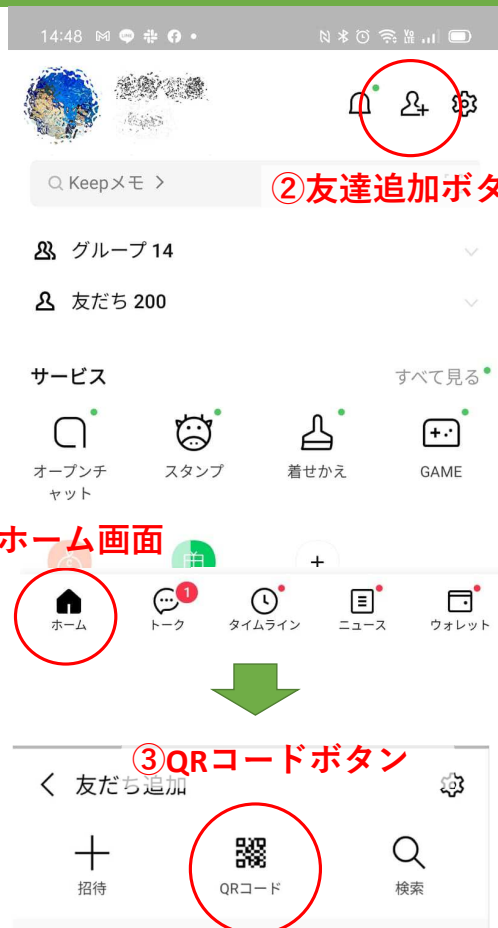 14:48
Keepメモ >
②友達追加ボタ
グループ 14
友だち 200
サービス
すべて見る
オープンチ
ャット
スタンプ
着せかえ
GAME
ホーム画面
1
ホーム
トーク
タイムライン
ニュース
ウォレット
③QRコードボタン
友だち追加
招待
QRコード
検索